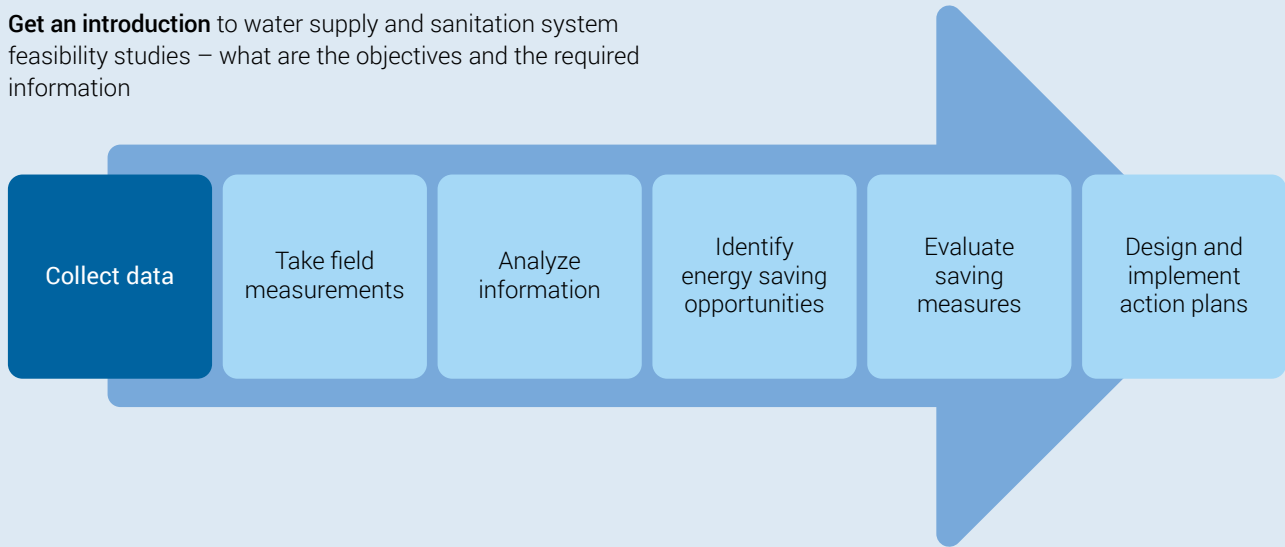 Get an introduction to water supply and sanitation system
feasibility studies – what are the objectives and the required
information
Collect data
Take field
measurements
Analyze
information
Identify
energy saving
opportunities
Evaluate
saving
measures
Design and
implement
action plans